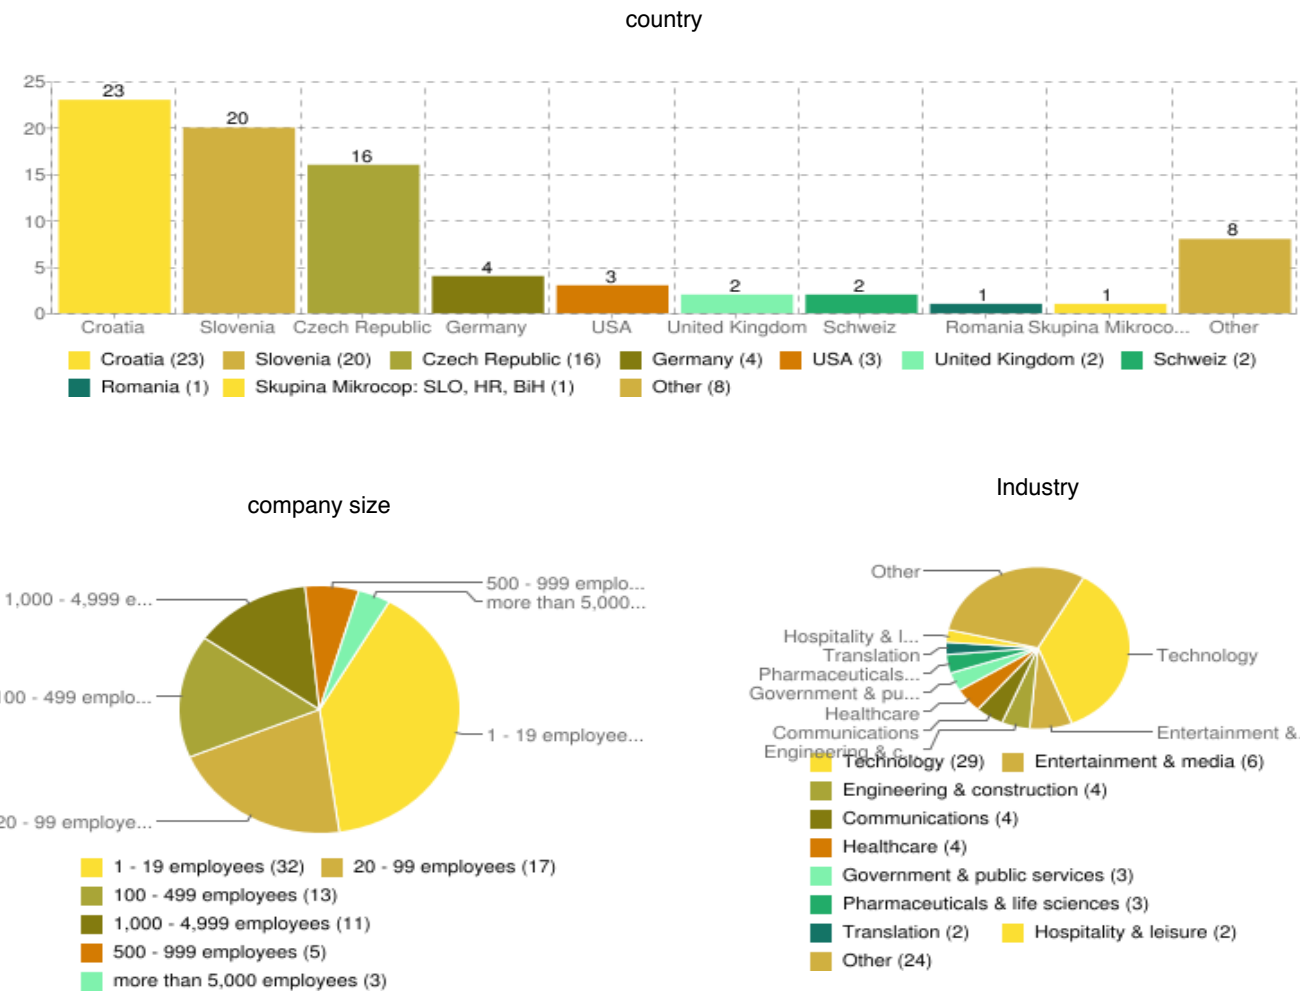 country
25
20
15
10
5
0
23
20
16
4
3
2
2
1
1
8
Croatia Slovenia Czech Republic Germany USA United Kingdom Schweiz Romania Skupina Mikroco... Other
Croatia (23) Slovenia (20) Czech Republic (16) Germany (4) USA (3) United Kingdom (2) Schweiz (2)
Romania (1) Skupina Mikrocop: SLO, HR, BiH (1) Other (8)
company size
500 - 999 emplo...
more than 5,000...
1,000 - 4,999 e...
100 - 499 emplo...
1 - 19 employee...
20 - 99 employe...
1 - 19 employees (32) 20 - 99 employees (17)
100 - 499 employees (13)
1,000 - 4,999 employees (11)
500 - 999 employees (5)
more than 5,000 employees (3)
Industry
Other
Hospitality & l...
Translation
Technology
Pharmaceuticals...
Government & pu...
Healthcare
Communications
Entertainment &.
Engineering & c...
Technology (29) Entertainment & media (6)
Engineering & construction (4)
Communications (4)
Healthcare (4)
Government & public services (3)
Pharmaceuticals & life sciences (3)
Translation (2) Hospitality & leisure (2)
Other (24)